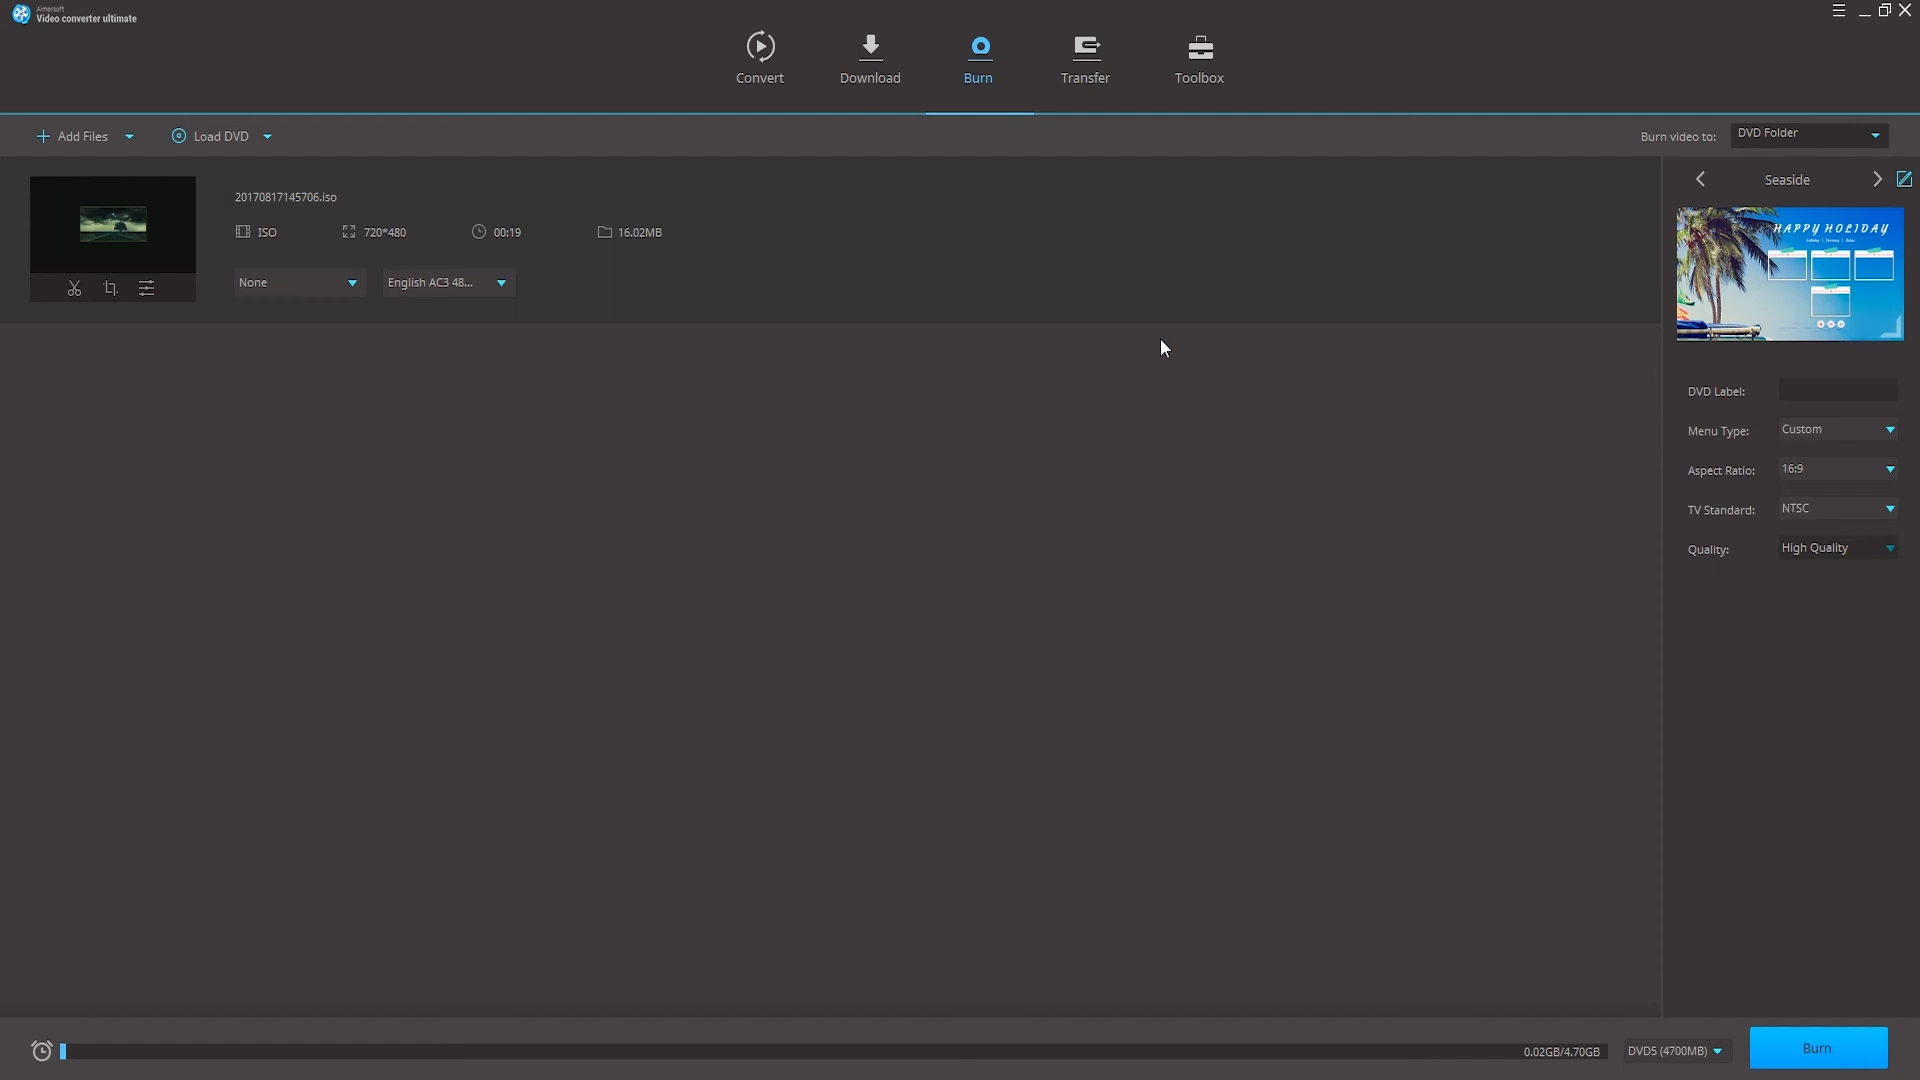 Aimersoft
Video converter ultimate
Convert
Download
Burn
Transfer
Toolbox
Add Files
Load DVD
Burn video to:
DVD Folder
20170817145706.iso
ISO
720*480
00:19
16.02MB
None
English AC3 48...
Seaside
HAPPY HOLIDAY
DVD Label:
Menu Type:
Custom
Aspect Ratio:
16:9
TV Standard:
NTSC
Quality:
High Quality
0.02GB/4.70GB
DVD5 (4700MB)
Burn